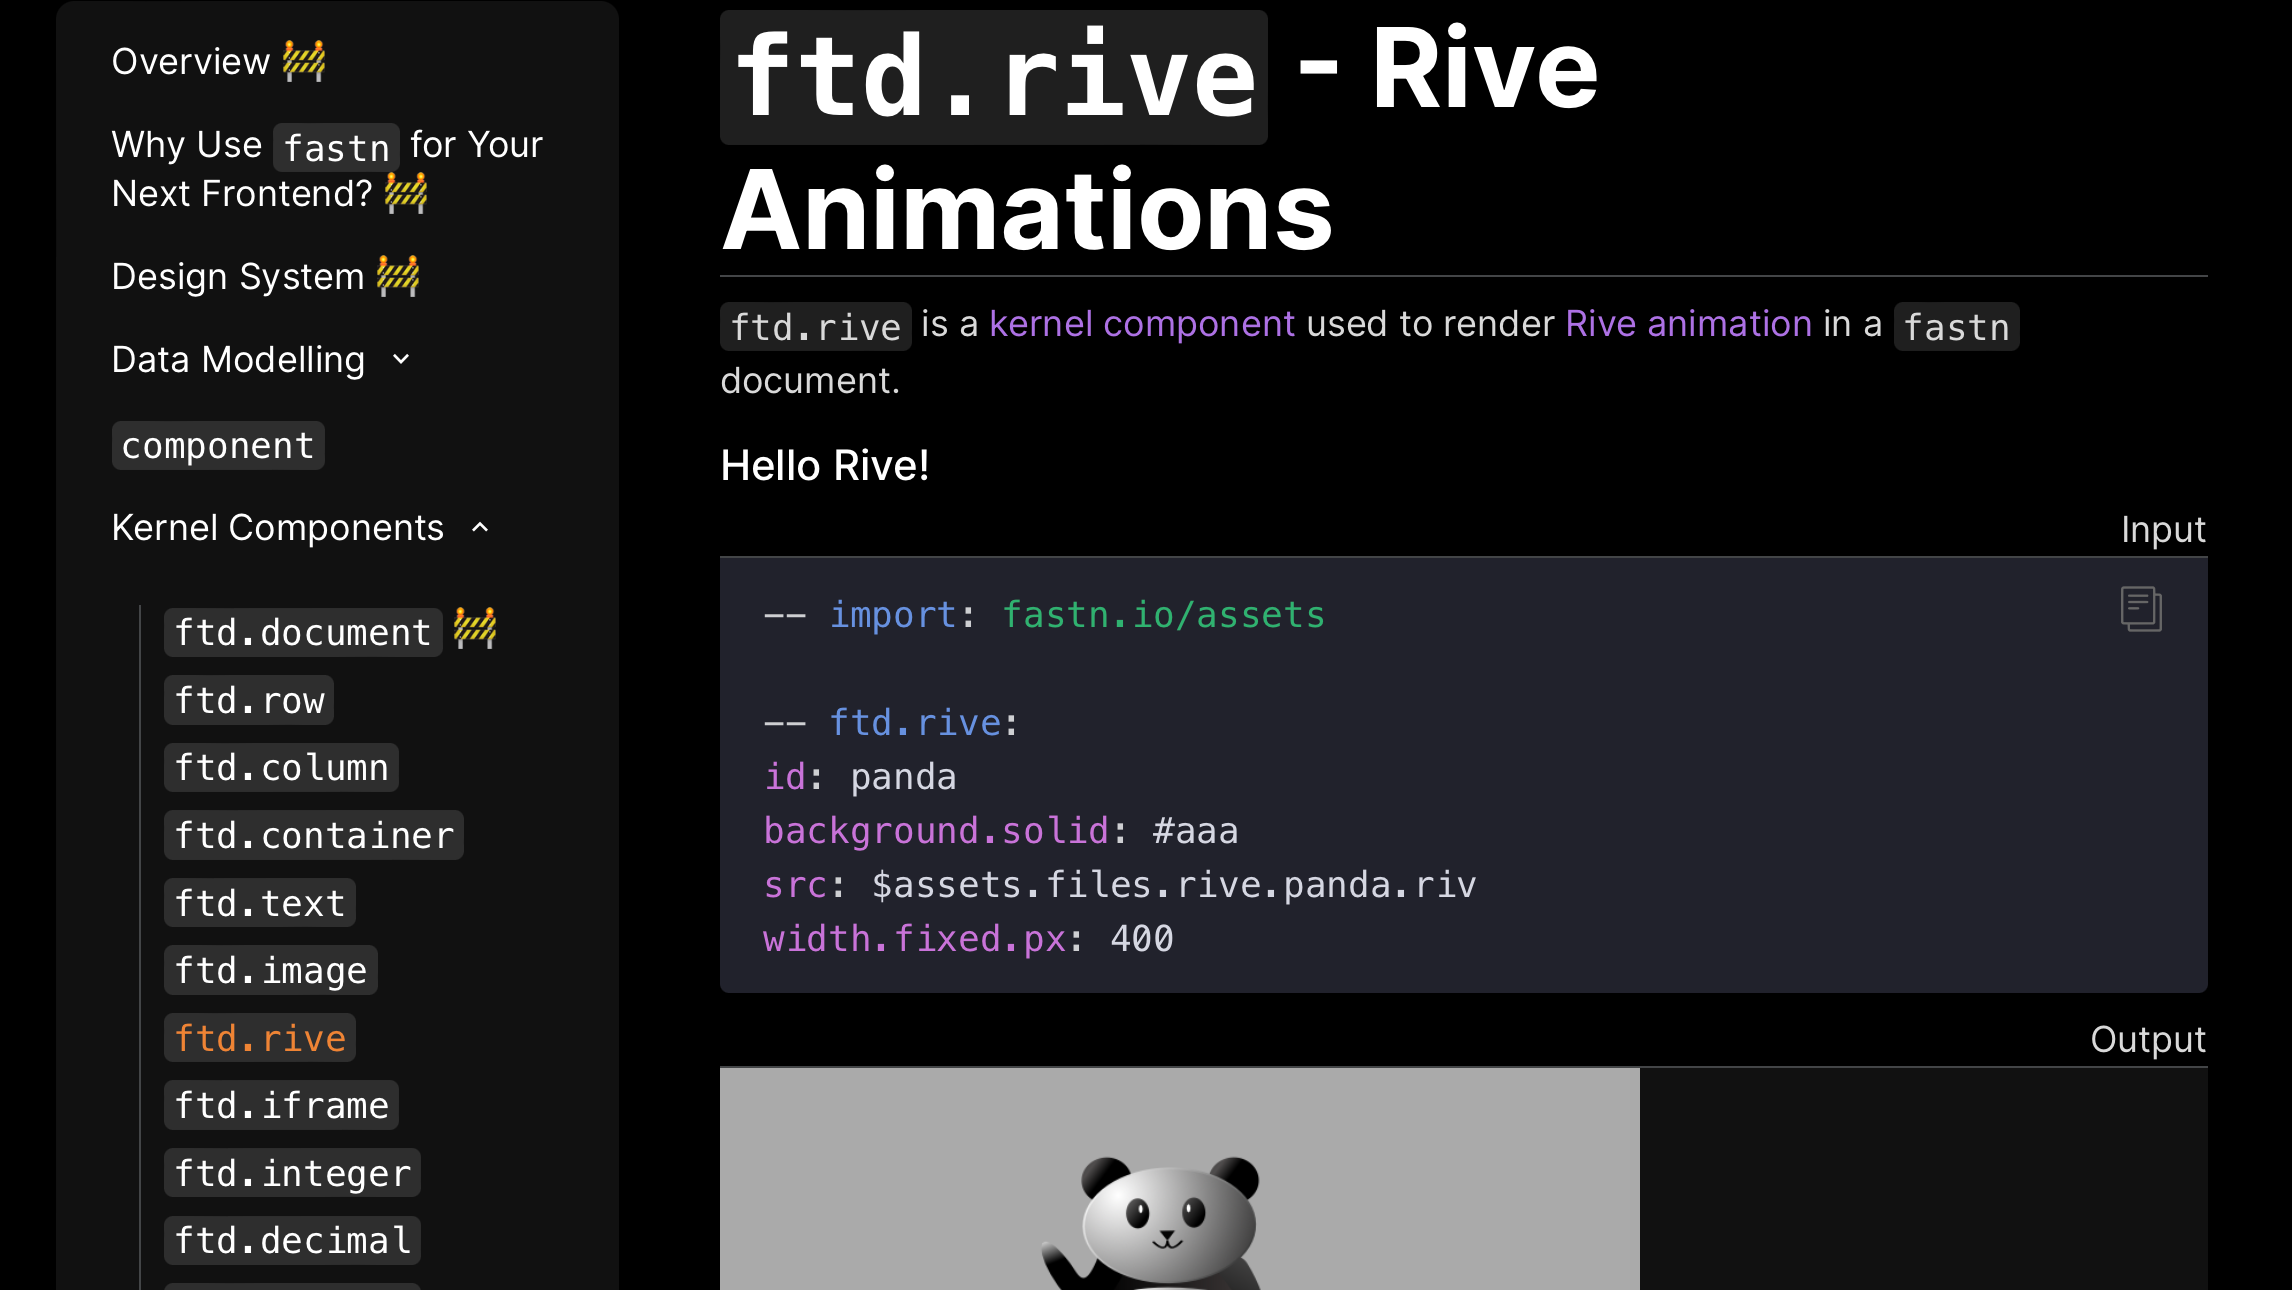 Overview 🚧
Why Use fastn for Your
Next Frontend? 🚧
Design System 🚧
Data Modelling
component
Kernel Components
ftd.document 🚧
ftd.row
ftd.column
ftd.container
ftd.text
ftd.image
ftd.rive
ftd.iframe
ftd.integer
ftd.decimal
ftd.rive - Rive
Animations
ftd.rive is a kernel component used to render Rive animation in a fastn
document.
Hello Rive!
Input
-- import: fastn.io/assets
-- ftd.rive:
id: panda
background.solid: #aaa
src: $assets.files.rive.panda.riv
width.fixed.px: 400
Output